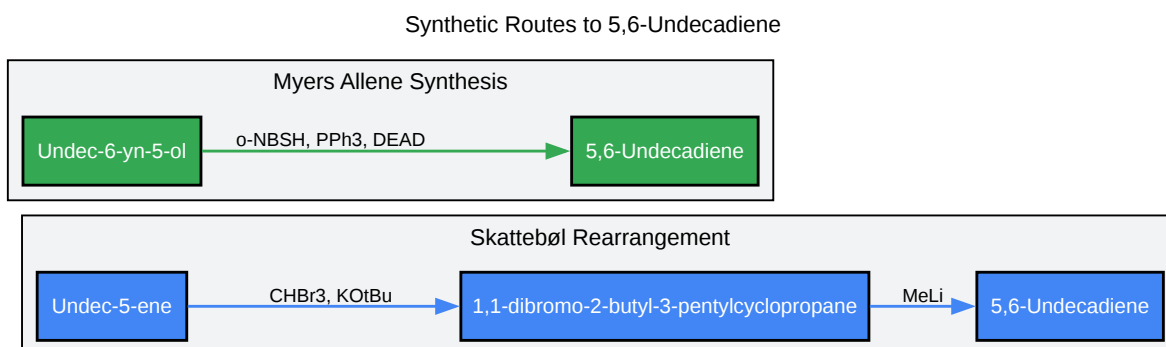 Synthetic Routes to 5,6-Undecadiene
Myers Allene Synthesis
Undec-6-yn-5-ol
o-NBSH, PPh3, DEAD
5,6-Undecadiene
Skattebøl Rearrangement
Undec-5-ene
CHBr3, KOtBu
1,1-dibromo-2-butyl-3-pentylcyclopropane
MeLi
5,6-Undecadiene